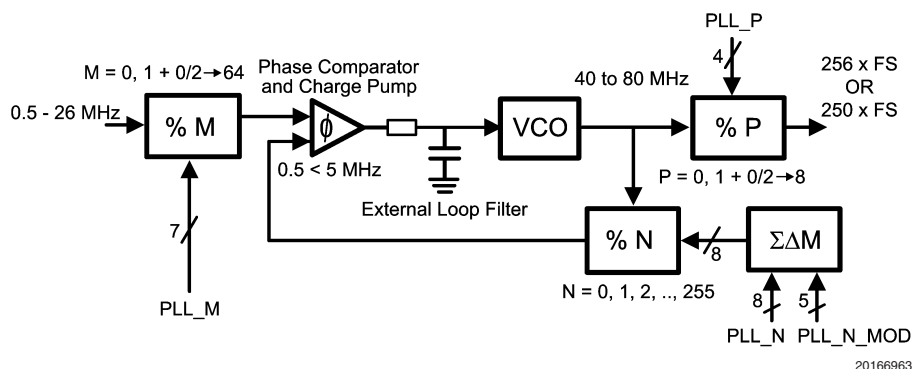 PLL_P
4
M = 0, 1 + 0/2→64
Phase Comparator
and Charge Pump
40 to 80 MHz
256 x FS
OR
250 x FS
0.5 - 26 MHz
% M
ϕ
VCO
% P
0.5 < 5 MHz
P = 0, 1 + 0/2→8
External Loop Filter
7
% N
8
ΣΔM
N = 0, 1, 2, .., 255
8
5
PLL_M
PLL_N
PLL_N_MOD
20166963